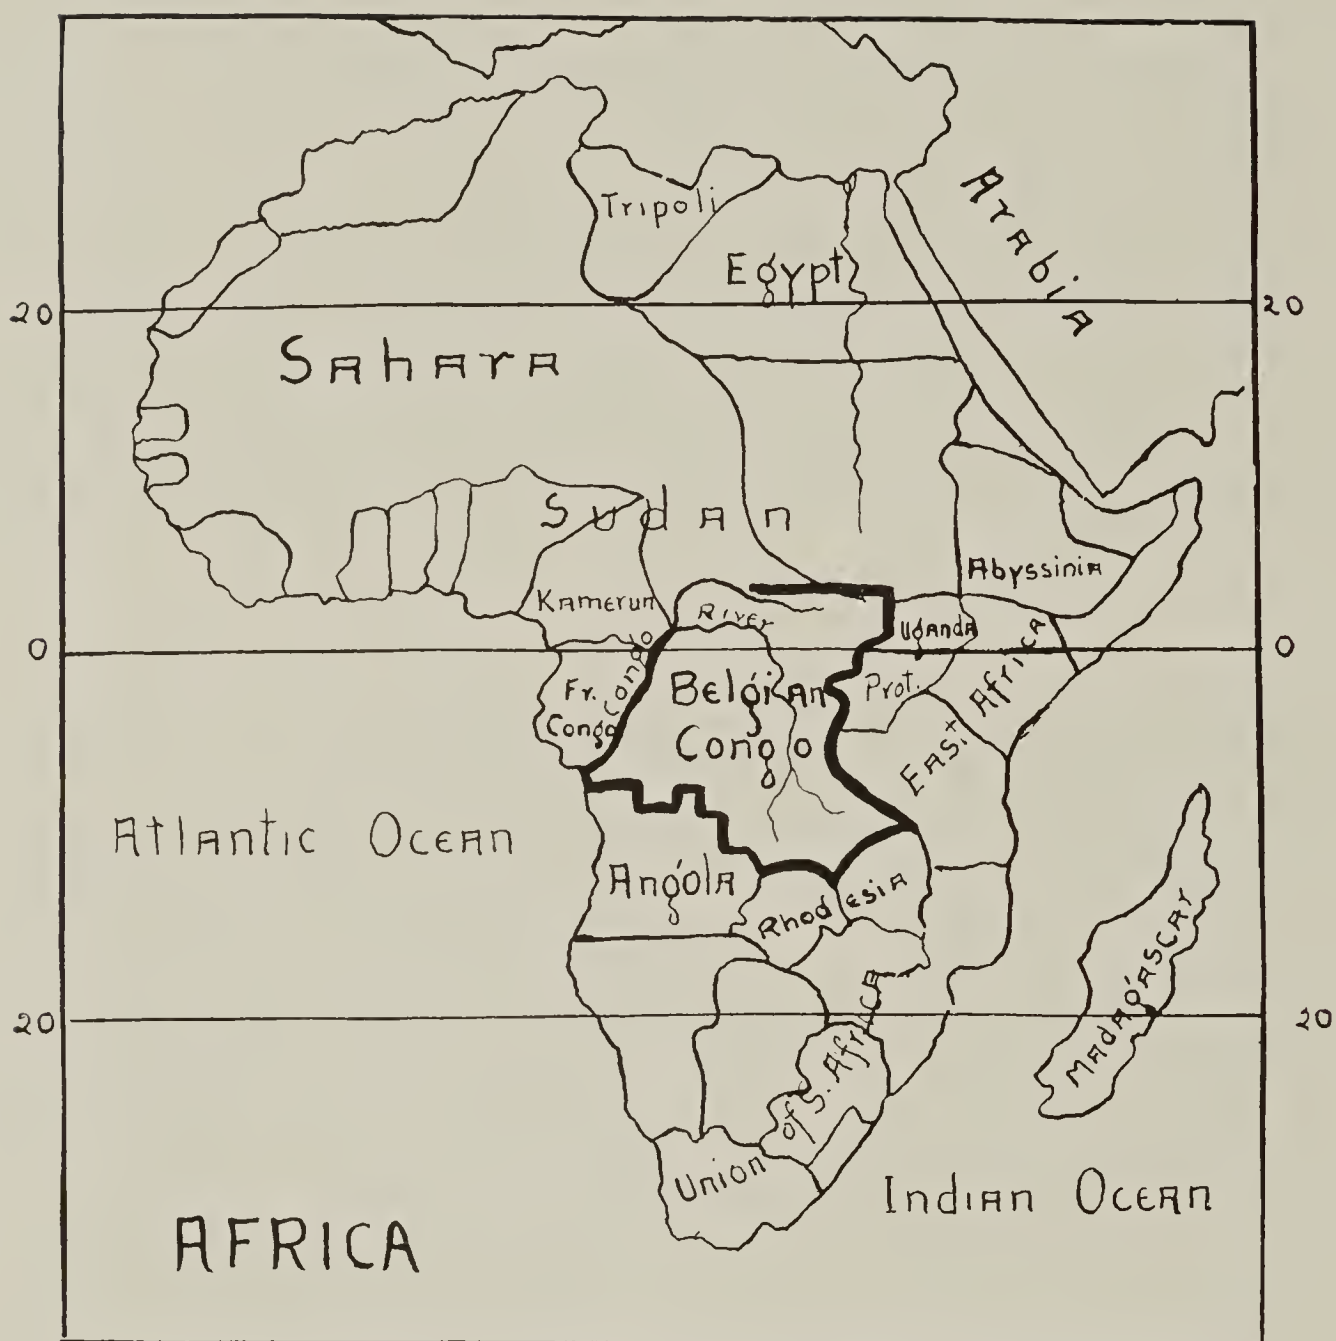 Arabia
Tripoli
Egypt
20
20
Sahara
Sudan
Abyssinia
Kamerun
River
Uganda
0
0
Congo
Fr.
Congo
Belgian
Congo
Prot.
East Africa
Atlantic Ocean
Angola
Rhodesia
Madagascar
20
20
Union of S. Africa
Indian Ocean
AFRICA